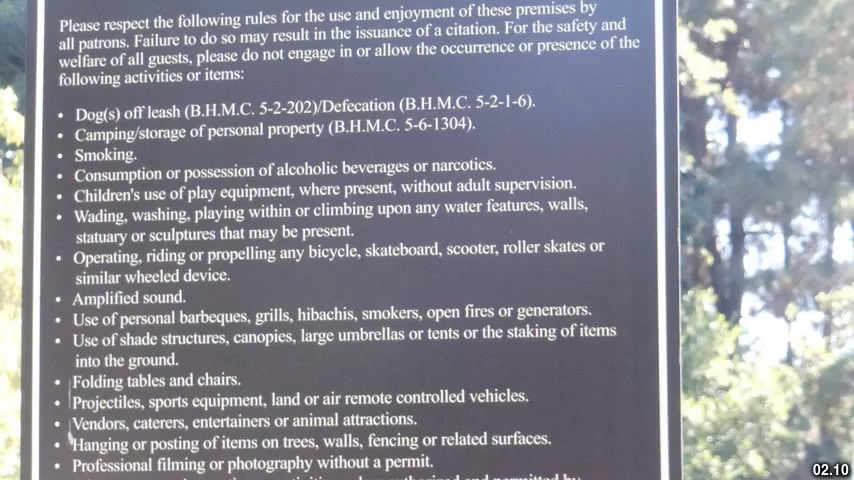 Please respect the following rules for the use and enjoyment of these premises by
all patrons. Failure to do so may result in the issuance of a citation. For the safety and
welfare of all guests, please do not engage in or allow the occurrence or presence of the
following activities or items:
• Dog(s) off leash (B.H.M.C. 5-2-202)/Defecation (B.H.M.C. 5-2-1-6).
• Camping/storage of personal property (B.H.M.C. 5-6-1304).
• Smoking.
• Consumption or possession of alcoholic beverages or narcotics.
• Children's use of play equipment, where present, without adult supervision.
• Wading, washing, playing within or climbing upon any water features, walls,
statuary or sculptures that may be present.
• Operating, riding or propelling any bicycle, skateboard, scooter, roller skates or
similar wheeled device.
• Amplified sound.
• Use of personal barbeques, grills, hibachis, smokers, open fires or generators.
• Use of shade structures, canopies, large umbrellas or tents or the staking of items
into the ground.
• Folding tables and chairs.
• Projectiles, sports equipment, land or air remote controlled vehicles.
• Vendors, caterers, entertainers or animal attractions.
• Hanging or posting of items on trees, walls, fencing or related surfaces.
• Professional filming or photography without a permit.
authorized and permitted by
02.10